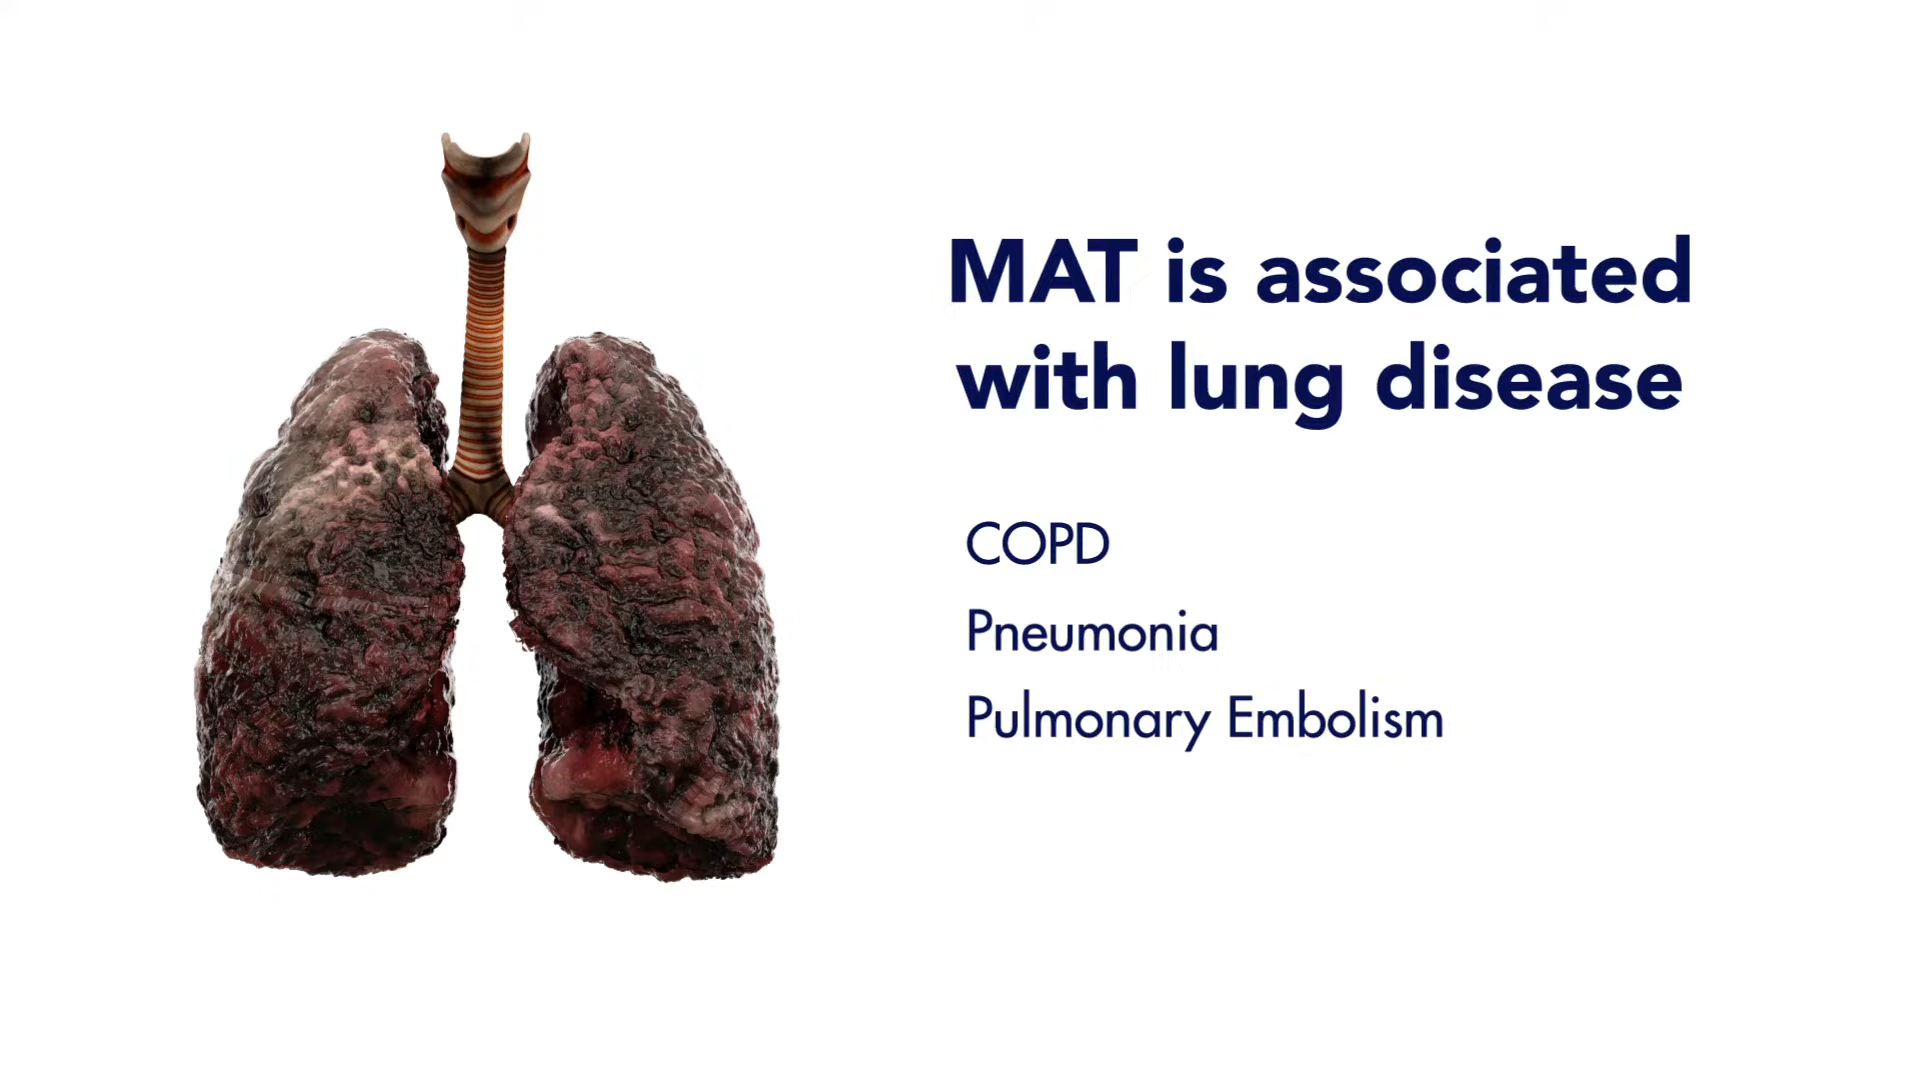 MAT is associated
with lung disease
COPD
Pneumonia
Pulmonary Embolism